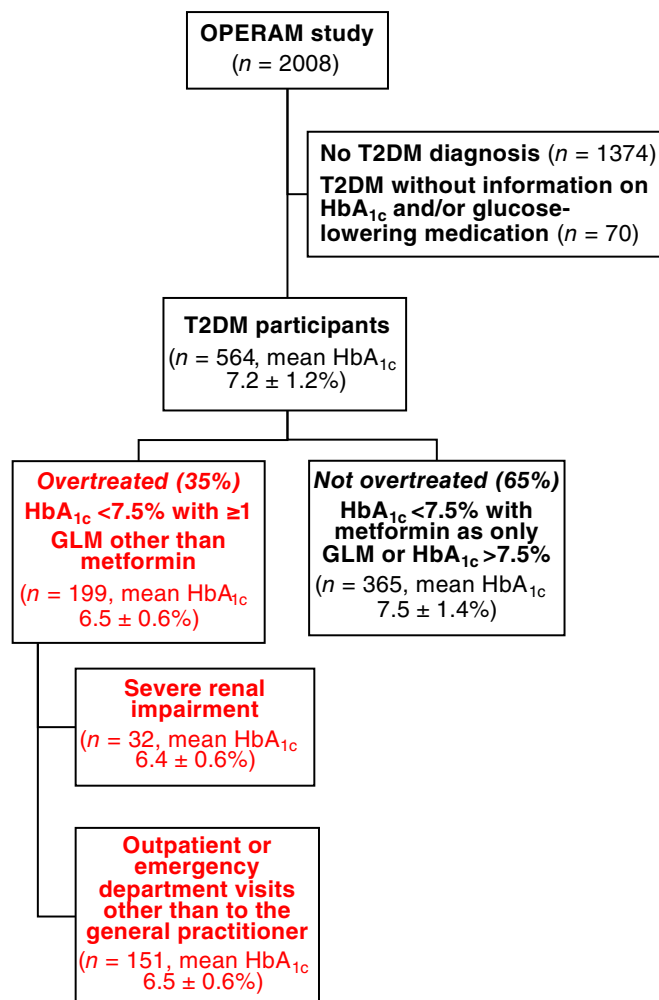 OPERAM study
(n = 2008)
No T2DM diagnosis (n = 1374)
T2DM without information on
HbA1c and/or glucose-
lowering medication (n = 70)
T2DM participants
(n = 564, mean HbA1c
7.2 ± 1.2%)
Overtreated (35%)
HbA1c <7.5% with ≥1
GLM other than
metformin
(n = 199, mean HbA1c
6.5 ± 0.6%)
Not overtreated (65%)
HbA1c <7.5% with
metformin as only
GLM or HbA1c >7.5%
(n = 365, mean HbA1c
7.5 ± 1.4%)
Severe renal
impairment
(n = 32, mean HbA1c
6.4 ± 0.6%)
Outpatient or
emergency
department visits
other than to the
general practitioner
(n = 151, mean HbA1c
6.5 ± 0.6%)